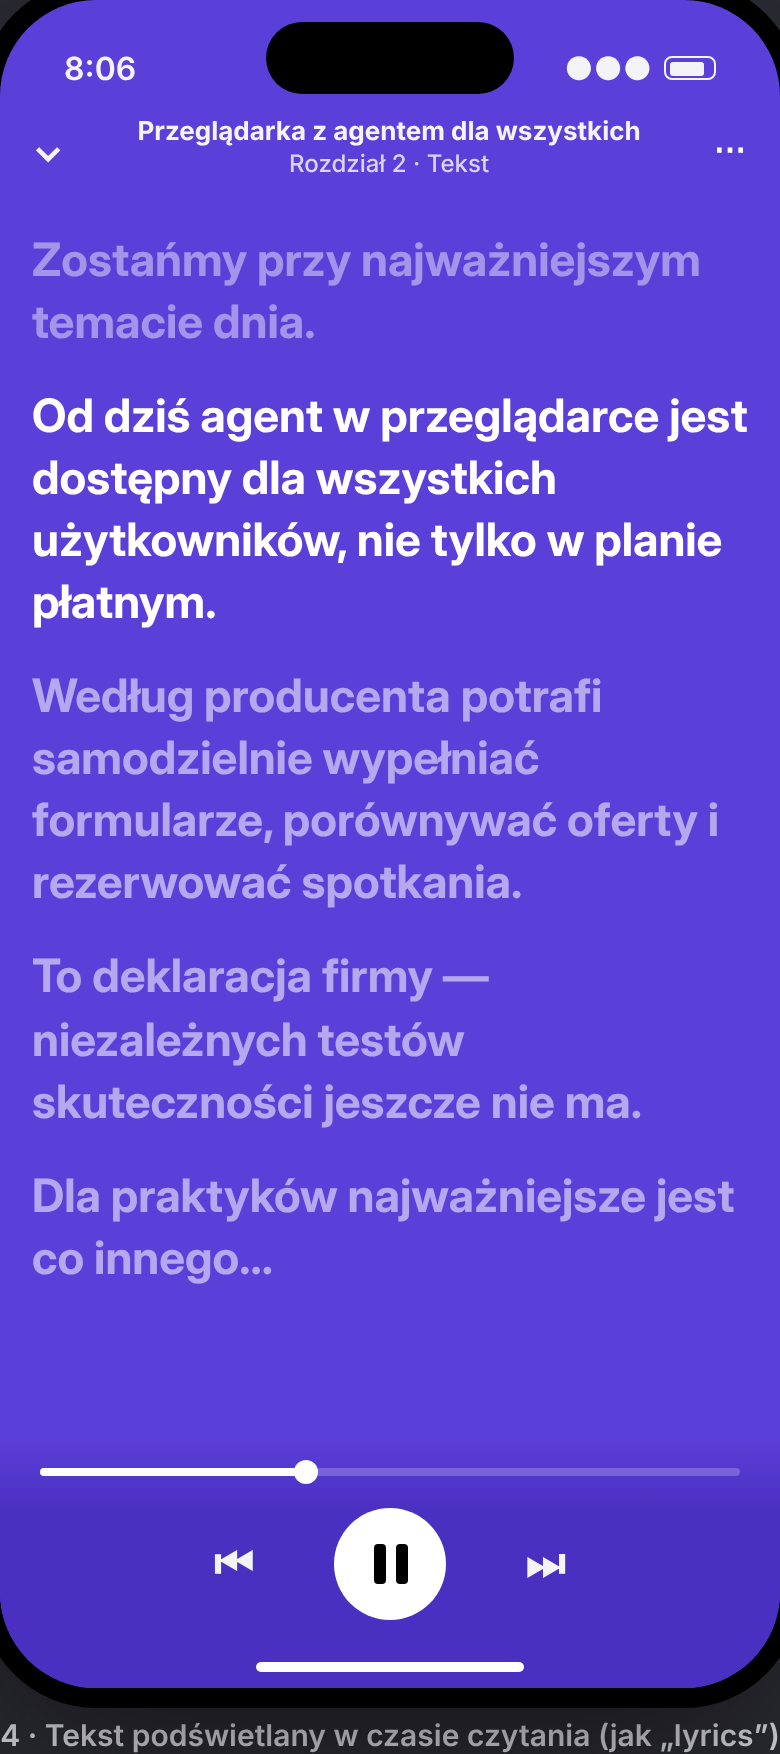 8:06
Przeglądarka z agentem dla wszystkich
Rozdział 2 · Tekst
Zostańmy przy najważniejszym
temacie dnia.
Od dziś agent w przeglądarce jest
dostępny dla wszystkich
użytkowników, nie tylko w planie
płatnym.
Według producenta potrafi
samodzielnie wypełniać
formularze, porównywać oferty i
rezerwować spotkania.
To deklaracja firmy —
niezależnych testów
skuteczności jeszcze nie ma.
Dla praktyków najważniejsze jest
co innego…
4 · Tekst podświetlany w czasie czytania (jak „lyrics”)